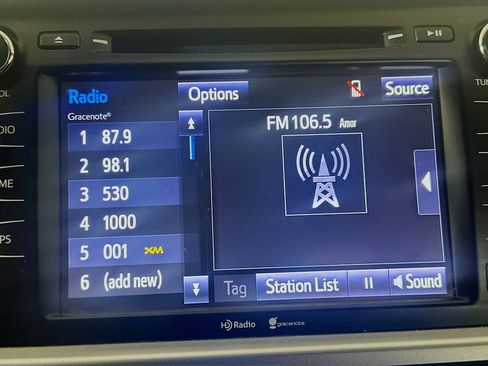 Radio
Options
Source
Gracenote®
FM 106.5 Amor
1 87.9
2 98.1
3 530
4 1000
5 001 XM
6 (add new)
Tag
Station List
Sound
HD Radio
gracenote